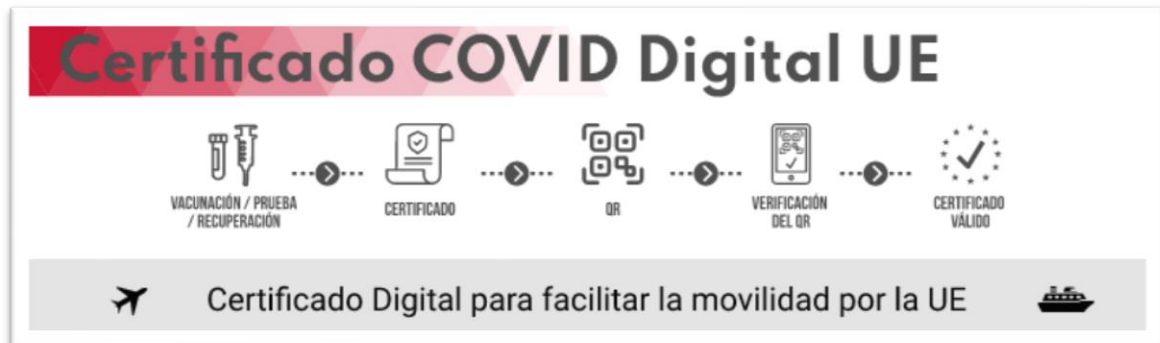 Certificado COVID Digital UE
VACUNACIÓN / PRUEBA
/ RECUPERACIÓN
CERTIFICADO
QR
VERIFICACIÓN
DEL QR
CERTIFICADO
VÁLIDO
Certificado Digital para facilitar la movilidad por la UE